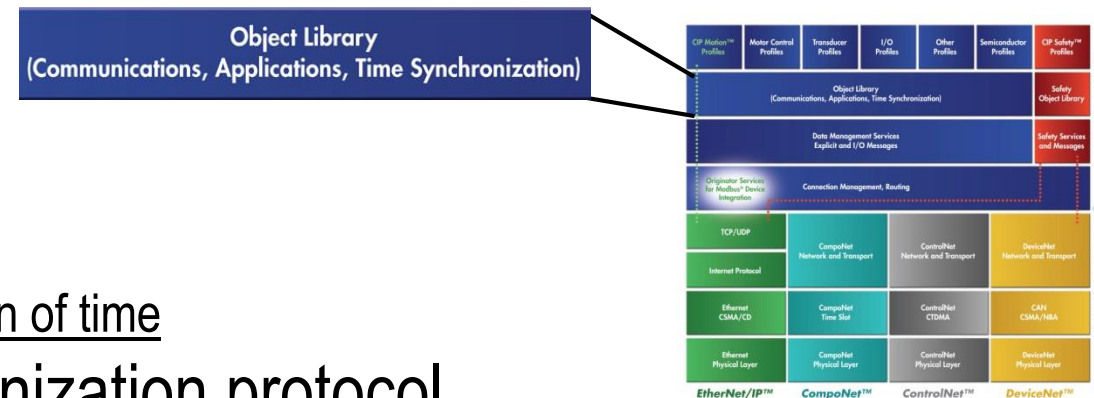 Object Library
(Communications, Applications, Time Synchronization)
CIP Motion™ Profiles
Motor Control Profiles
Transducer Profiles
I/O Profiles
Other Profiles
Semiconductor Profiles
CIP Safety™ Profiles
Object Library
(Communications, Applications, Time Synchronization)
Safety Object Library
Data Management Services
Explicit and I/O Messages
Safety Services and Messages
Originator Services for Modbus® Device Integration
Connection Management, Routing
TCP/UDP
Internet Protocol
CompoNet Network and Transport
ControlNet Network and Transport
DeviceNet Network and Transport
Ethernet CSMA/CD
CompoNet Time Slot
ControlNet CTDMA
CAN CSMA/NBA
Ethernet Physical Layer
CompoNet Physical Layer
ControlNet Physical Layer
DeviceNet Physical Layer
EtherNet/IP™
CompoNet™
ControlNet™
DeviceNet™
n of time
nization protocol